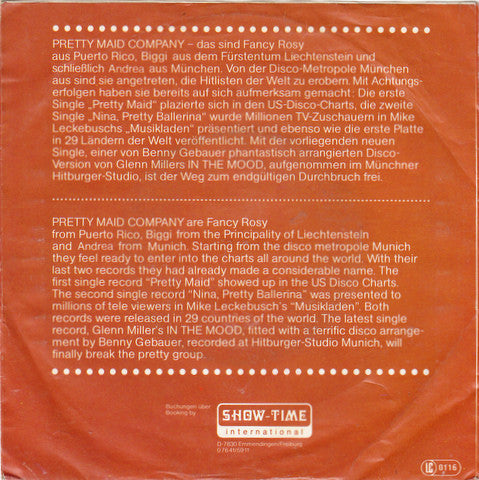 PRETTY MAID COMPANY – das sind Fancy Rosy
aus Puerto Rico, Biggi aus dem Fürstentum Liechtenstein und
schließlich Andrea aus München. Von der Disco-Metropole München
aus sind sie angetreten, die Hitlisten der Welt zu erobern. Mit Achtungs-
erfolgen haben sie bereits auf sich aufmerksam gemacht: Die erste
Single „Pretty Maid" plazierte sich in den US-Disco-Charts, die zweite
Single „Nina, Pretty Ballerina" wurde Millionen TV-Zuschauern in Mike
Leckebuschs „Musikladen" präsentiert und ebenso wie die erste Platte
in 29 Ländern der Welt veröffentlicht. Mit der vorliegenden neuen
Single, einer von Benny Gebauer phantastisch arrangierten Disco-
Version von Glenn Millers IN THE MOOD, aufgenommen im Münchner
Hitburger-Studio, ist der Weg zum endgültigen Durchbruch frei.
PRETTY MAID COMPANY are Fancy Rosy
from Puerto Rico, Biggi from the Principality of Liechtenstein
and Andrea from Munich. Starting from the disco metropole Munich
they feel ready to enter into the charts all around the world. With their
last two records they had already made a considerable name. The
first single record "Pretty Maid" showed up in the US Disco Charts.
The second single record "Nina, Pretty Ballerina" was presented to
millions of tele viewers in Mike Leckebusch's "Musikladen". Both
records were released in 29 countries of the world. The latest single
record, Glenn Miller's IN THE MOOD, fitted with a terrific disco arrange-
ment by Benny Gebauer, recorded at Hitburger-Studio Munich, will
finally break the pretty group.
Buchungen über
Booking by
SHOW-TIME
international
D-7830 Emmendingen/Freiburg
07641/5911
LC 0116